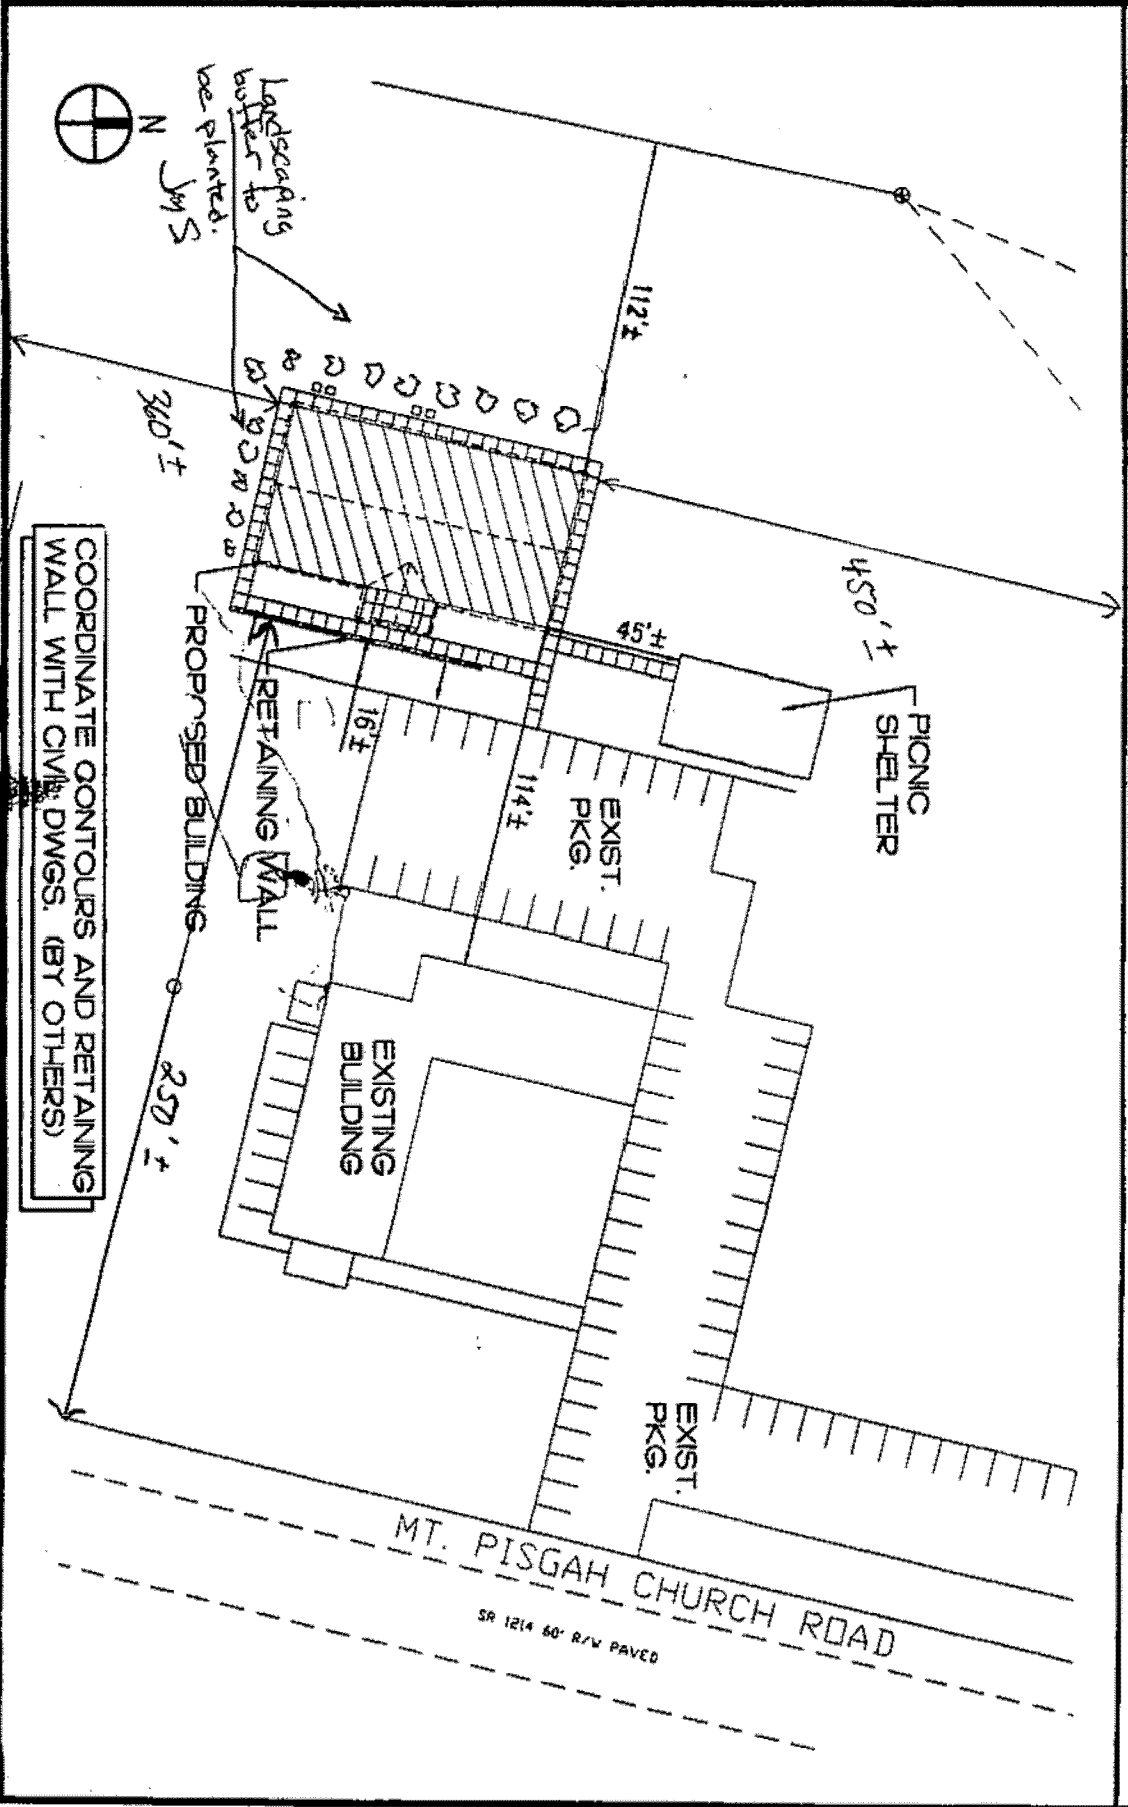 Landscaping
buffer to
be planted.
JMS
N
112'±
360'±
450'±
PICNIC
SHELTER
45'±
16'±
114'±
RETAINING WALL
PROPOSED BUILDING
EXIST.
PKG.
EXISTING
BUILDING
250'±
EXIST.
PKG.
MT. PISGAH CHURCH ROAD
SR 1214 60' R/W PAVED
COORDINATE CONTOURS AND RETAINING
WALL WITH CIVIL DWGS. (BY OTHERS)